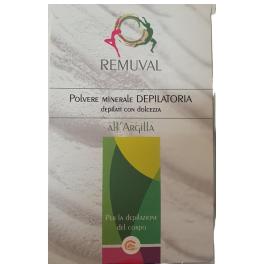 REMUVAL
POLVERE MINERALE DEPILATORIA
depilati con dolcezza
all'Argilla
PER LA DEPILAZIONE
DEL CORPO